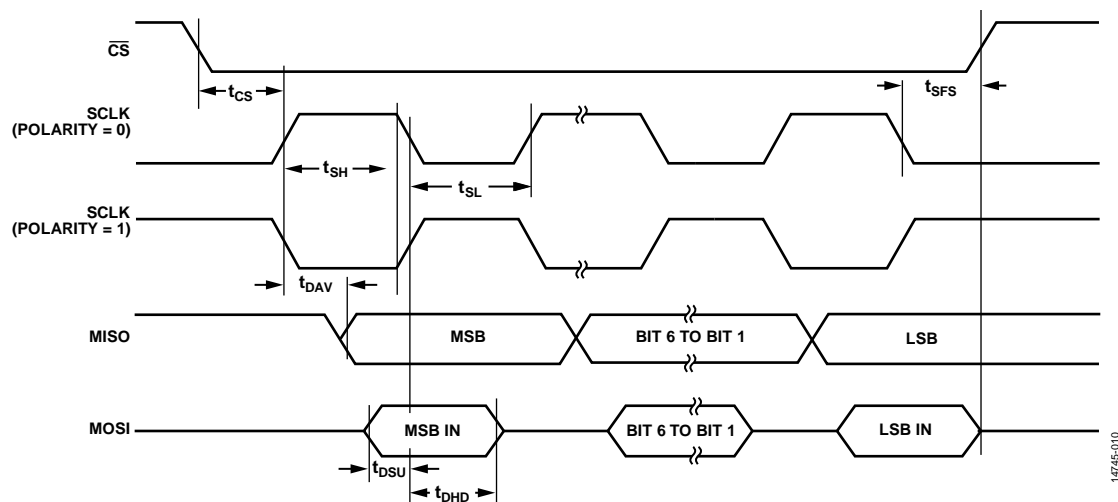 CS
tCS
tSFS
SCLK
(POLARITY = 0)
tSH
tSL
SCLK
(POLARITY = 1)
tDAV
MISO
MSB
BIT 6 TO BIT 1
LSB
MOSI
MSB IN
BIT 6 TO BIT 1
LSB IN
tDSU
tDHD
14745-010